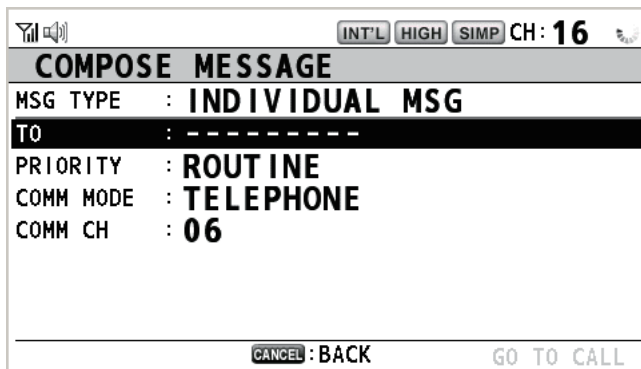 INT'L HIGH SIMP CH: 16
COMPOSE MESSAGE
MSG TYPE : INDIVIDUAL MSG
TO : ---------
PRIORITY : ROUTINE
COMM MODE : TELEPHONE
COMM CH : 06
CANCEL : BACK GO TO CALL